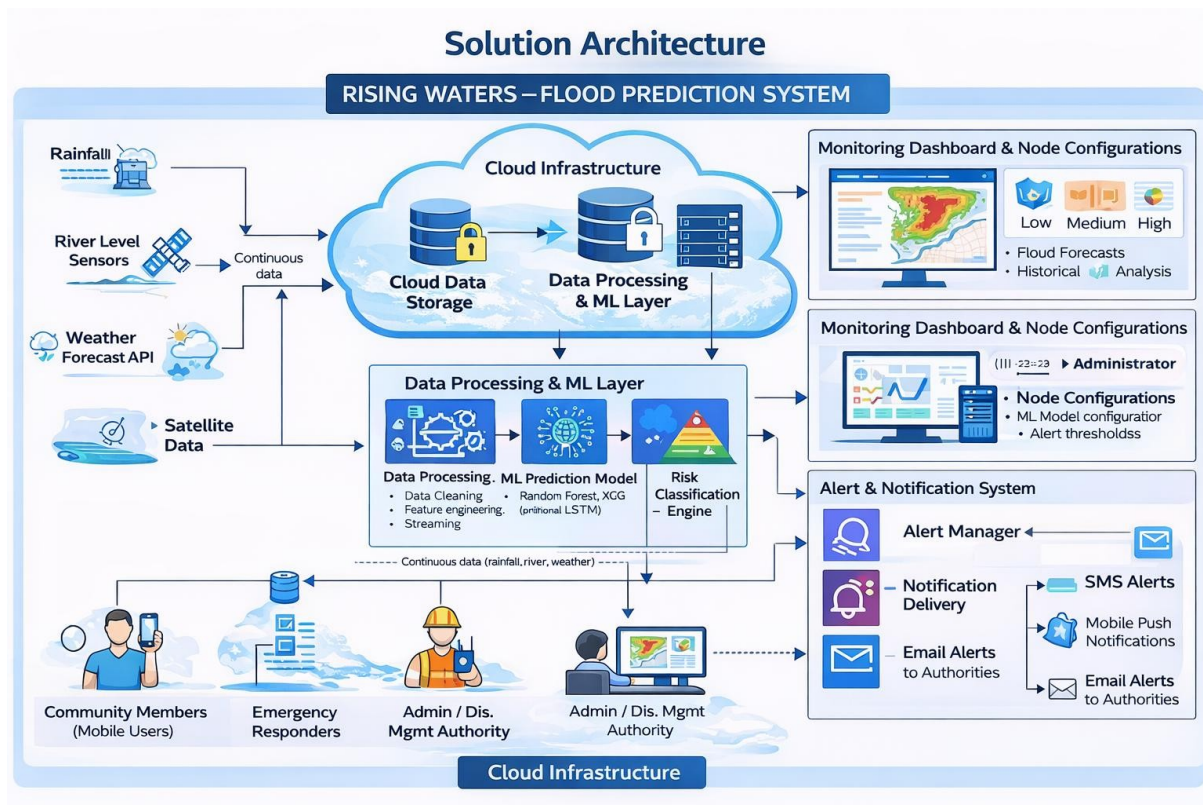 Solution Architecture
RISING WATERS – FLOOD PREDICTION SYSTEM
Rainfall
River Level
Sensors
Continuous
data
Weather
Forecast API
Satellite
Data
Cloud Infrastructure
Cloud Data
Storage
Data Processing
& ML Layer
Data Processing & ML Layer
Data Processing.
• Data Cleaning
• Feature engineering.
• Streaming
ML Prediction Model
• Random Forest, XGG
LSTM)
Risk
Classification
– Engine
Continuous data (rainfall, river, weather)
Monitoring Dashboard & Node Configurations
Low
Medium
High
• Floud Forecasts
• Historical Analysis
Monitoring Dashboard & Node Configurations
Administrator
• Node Configurations
• ML Model configuratior
• Alert thresholdss
Alert & Notification System
Alert Manager
Notification
Delivery
Email Alerts
to Authorities
SMS Alerts
Mobile Push
Notifications
Email Alerts
to Authorities
Community Members
(Mobile Users)
Emergency
Responders
Admin / Dis.
Mgmt Authority
Admin / Dis. Mgmt
Authority
Cloud Infrastructure